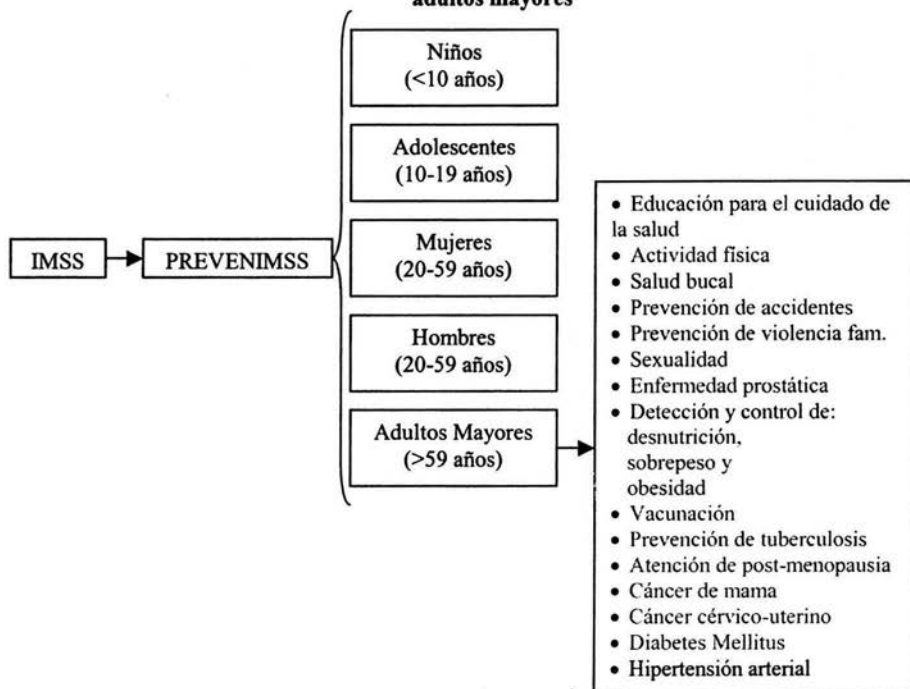 adultos mayores
Niños
(<10 años)
Adolescentes
(10-19 años)
IMSS
PREVENIMSS
Mujeres
(20-59 años)
Hombres
(20-59 años)
Adultos Mayores
(>59 años)
• Educación para el cuidado de
la salud
• Actividad física
• Salud bucal
• Prevención de accidentes
• Prevención de violencia fam.
• Sexualidad
• Enfermedad prostática
• Detección y control de:
desnutrición,
sobrepeso y
obesidad
• Vacunación
• Prevención de tuberculosis
• Atención de post-menopausia
• Cáncer de mama
• Cáncer cérvico-uterino
• Diabetes Mellitus
• Hipertensión arterial